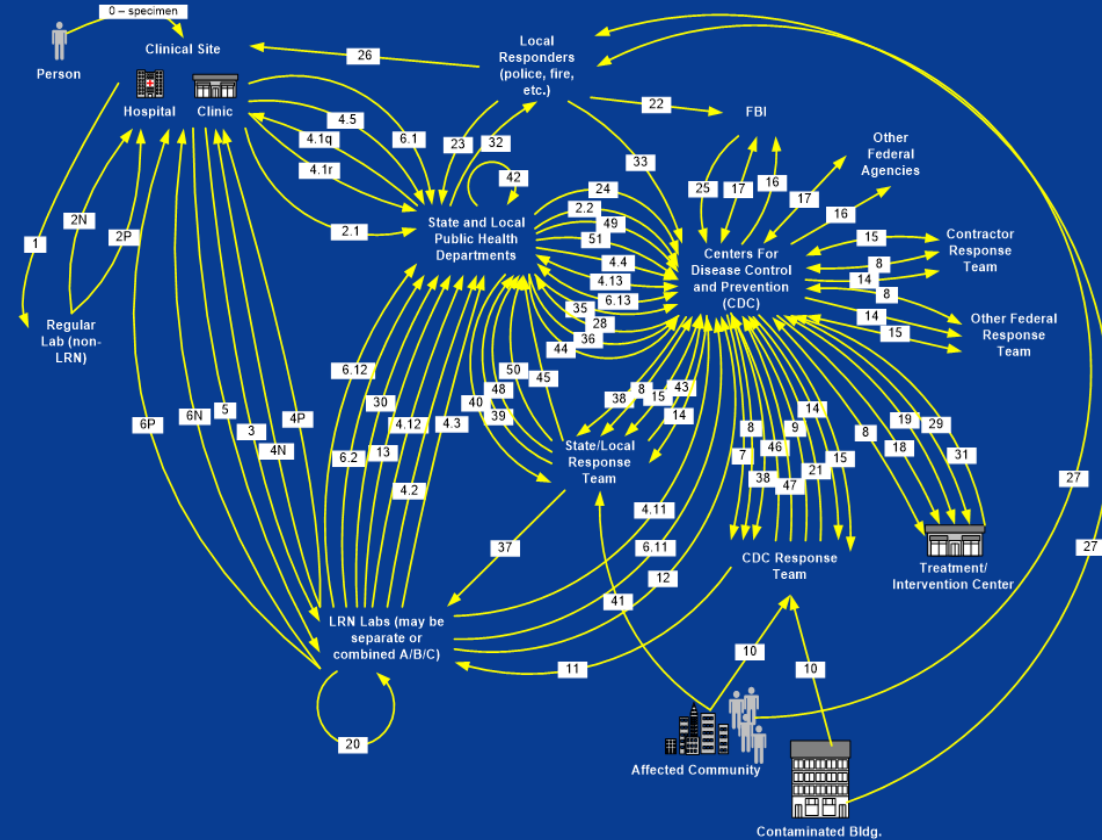 0 – specimen
Person
Clinical Site
Hospital
Clinic
26
Local
Responders
(police, fire,
etc.)
22
FBI
Other
Federal
Agencies
4.5
4.1q
4.1r
6.1
23
32
42
33
25
17
16
17
16
2.1
State and Local
Public Health
Departments
24
2.2
49
51
4.4
4.13
6.13
35
28
36
44
Centers For
Disease Control
and Prevention
(CDC)
15
8
14
8
14
15
Contractor
Response
Team
Other Federal
Response
Team
1
2N
2P
Regular
Lab (non-
LRN)
6P
6N
5
3
4N
4P
6.12
30
6.2
13
4.12
4.2
4.3
40
48
39
50
45
38
8
15
43
14
State/Local
Response
Team
8
7
46
38
47
9
14
21
15
8
18
19
29
31
27
27
4.11
6.11
12
37
41
CDC Response
Team
Treatment/
Intervention Center
LRN Labs (may be
separate or
combined A/B/C)
11
10
10
20
Affected Community
Contaminated Bldg.